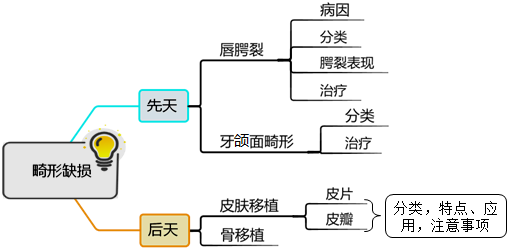 畸形缺损
先天
唇腭裂
病因
分类
腭裂表现
治疗
牙颌面畸形
分类
治疗
后天
皮肤移植
皮片
皮瓣
分类，特点、应
用，注意事项
骨移植